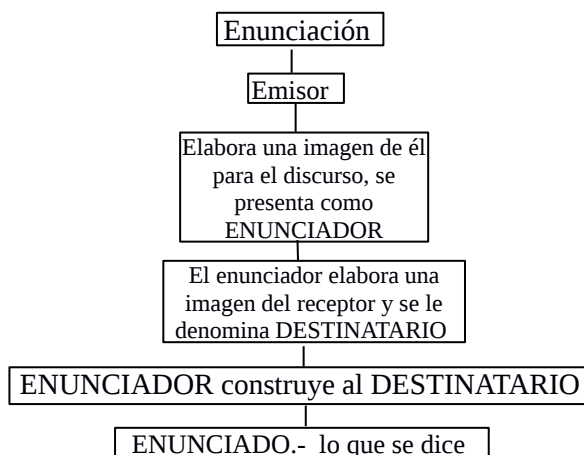 Enunciación
Emisor
Elabora una imagen de él
para el discurso, se
presenta como
ENUNCIADOR
El enunciador elabora una
imagen del receptor y se le
denomina DESTINATARIO
ENUNCIADOR construye al DESTINATARIO
ENUNCIADO.- lo que se dice